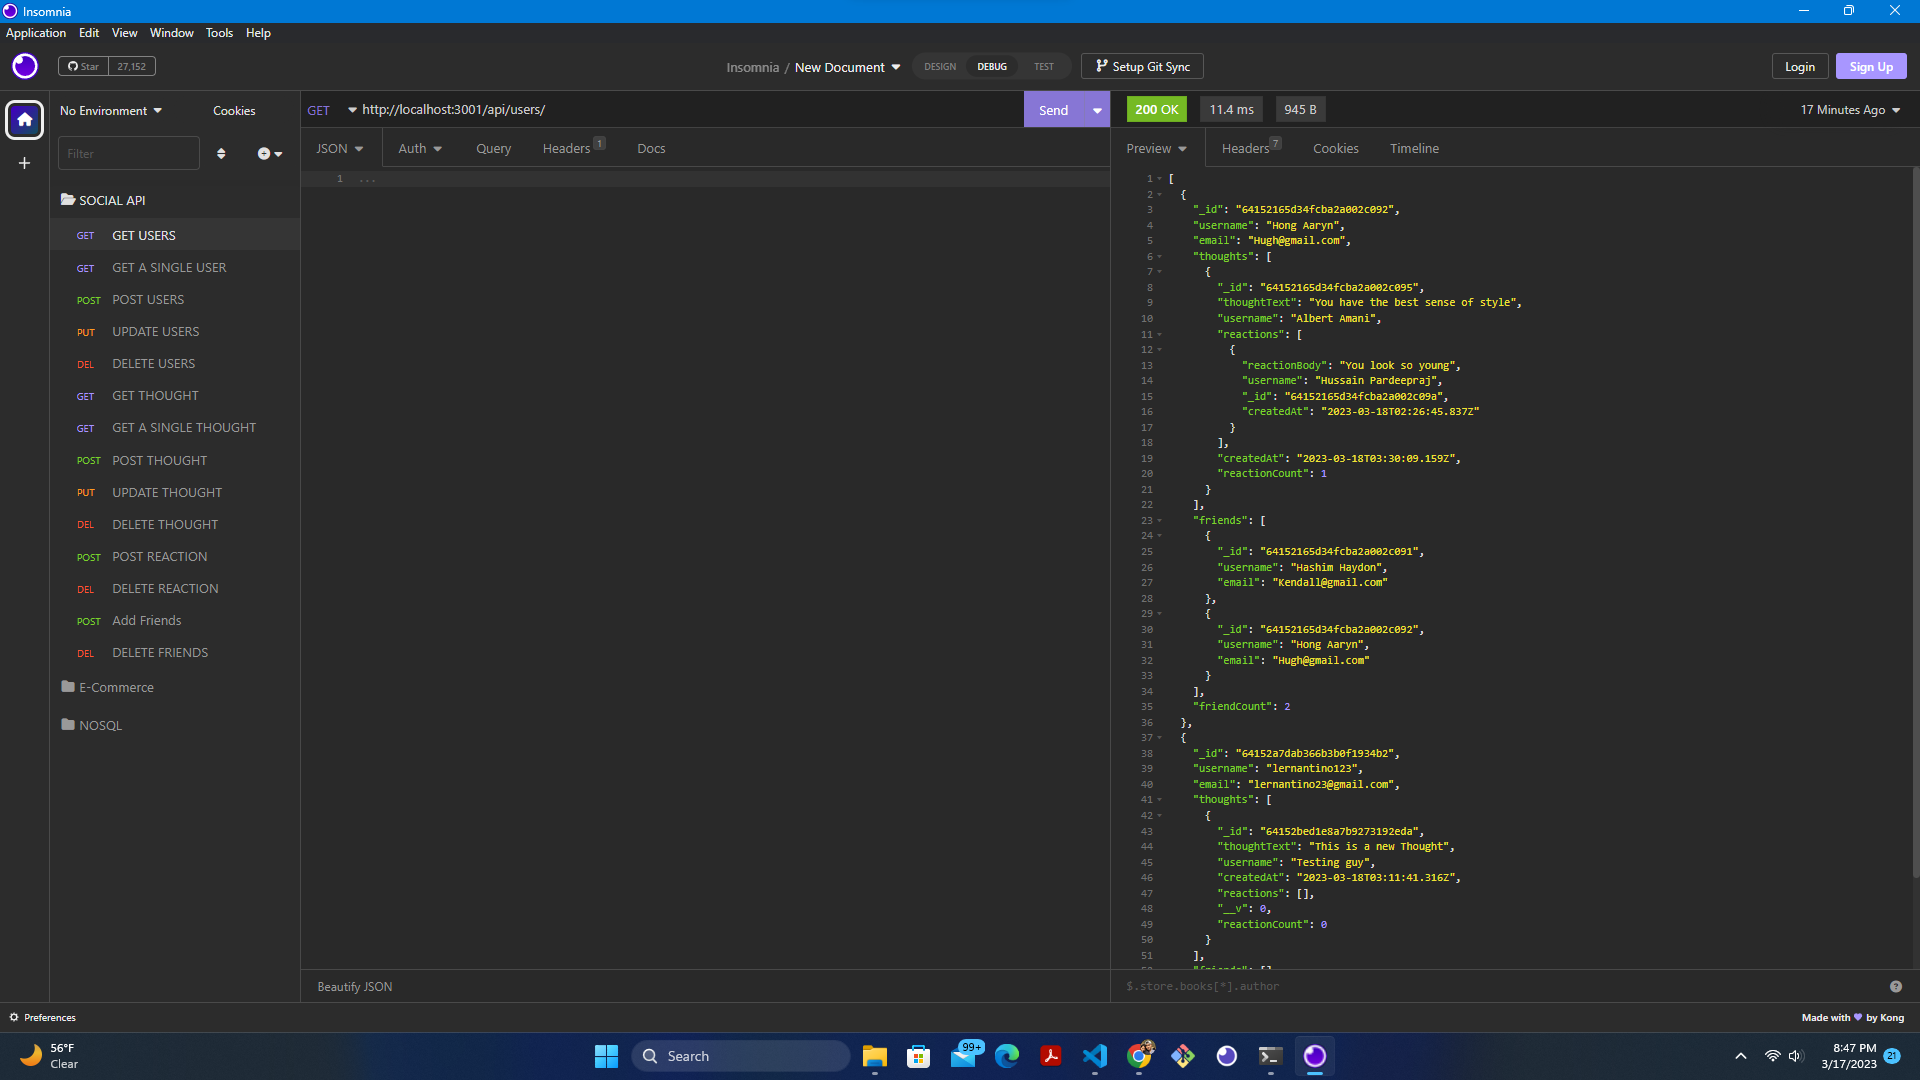 Insomnia
Application Edit View Window Tools Help
Star 27,152
Insomnia / New Document
DESIGN DEBUG TEST
Setup Git Sync
Login Sign Up
No Environment Cookies
Filter
SOCIAL API
GET GET USERS
GET GET A SINGLE USER
POST POST USERS
PUT UPDATE USERS
DEL DELETE USERS
GET GET THOUGHT
GET GET A SINGLE THOUGHT
POST POST THOUGHT
PUT UPDATE THOUGHT
DEL DELETE THOUGHT
POST POST REACTION
DEL DELETE REACTION
POST Add Friends
DEL DELETE FRIENDS
E-Commerce
NOSQL
GET http://localhost:3001/api/users/ Send
JSON Auth Query Headers 1 Docs
1 ...
Beautify JSON
200 OK 11.4 ms 945 B 17 Minutes Ago
Preview Headers 7 Cookies Timeline
1 [
2 {
3 "_id": "64152165d34fcba2a002c092",
4 "username": "Hong Aaryn",
5 "email": "Hugh@gmail.com",
6 "thoughts": [
7 {
8 "_id": "64152165d34fcba2a002c095",
9 "thoughtText": "You have the best sense of style",
10 "username": "Albert Amani",
11 "reactions": [
12 {
13 "reactionBody": "You look so young",
14 "username": "Hussain Pardeepraj",
15 "_id": "64152165d34fcba2a002c09a",
16 "createdAt": "2023-03-18T02:26:45.837Z"
17 }
18 ],
19 "createdAt": "2023-03-18T03:30:09.159Z",
20 "reactionCount": 1
21 }
22 ],
23 "friends": [
24 {
25 "_id": "64152165d34fcba2a002c091",
26 "username": "Hashim Haydon",
27 "email": "Kendall@gmail.com"
28 },
29 {
30 "_id": "64152165d34fcba2a002c092",
31 "username": "Hong Aaryn",
32 "email": "Hugh@gmail.com"
33 }
34 ],
35 "friendCount": 2
36 },
37 {
38 "_id": "64152a7dab366b3b0f1934b2",
39 "username": "lernantino123",
40 "email": "lernantino23@gmail.com",
41 "thoughts": [
42 {
43 "_id": "64152bed1e8a7b9273192eda",
44 "thoughtText": "This is a new Thought",
45 "username": "Testing guy",
46 "createdAt": "2023-03-18T03:11:41.316Z",
47 "reactions": [],
48 "__v": 0,
49 "reactionCount": 0
50 }
51 ],
$.store.books[*].author
Preferences
Made with by Kong
56°F
Clear
Search
99+
8:47 PM
3/17/2023
21